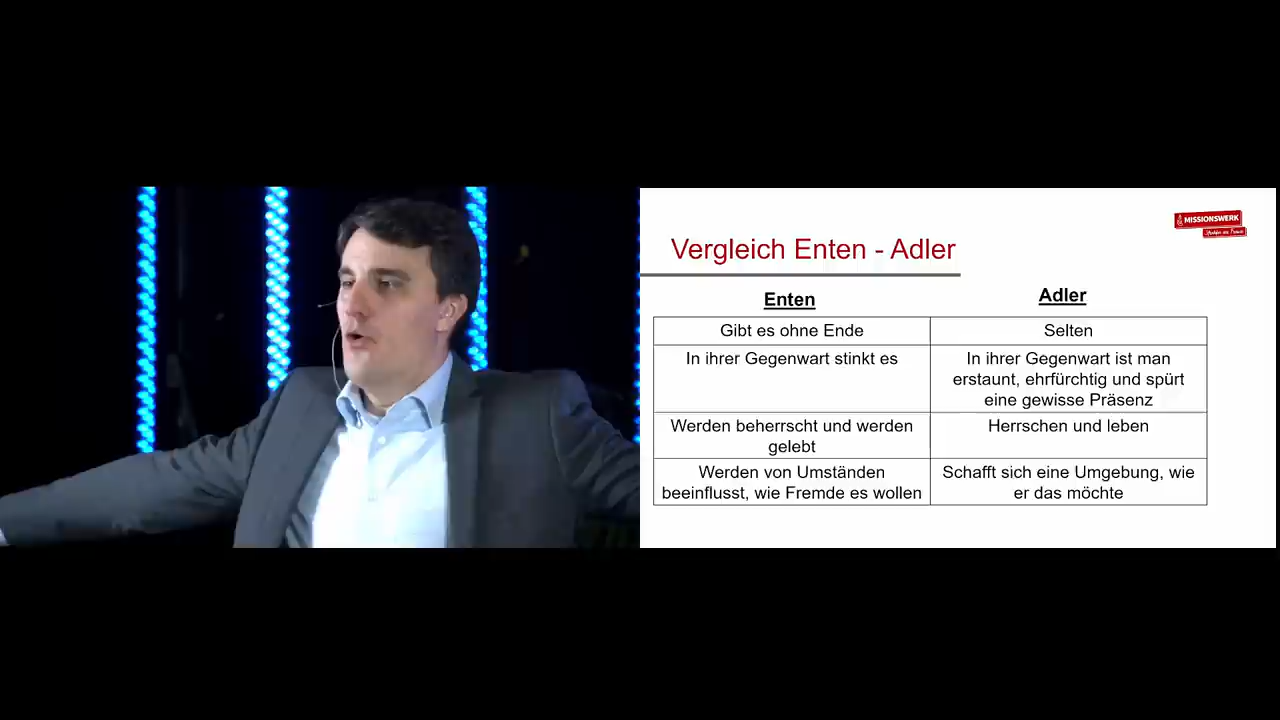 MISSIONSWERK
Vergleich Enten - Adler
Enten
Adler
Gibt es ohne Ende
Selten
In ihrer Gegenwart stinkt es
In ihrer Gegenwart ist man
erstaunt, ehrfürchtig und spürt
eine gewisse Präsenz
Werden beherrscht und werden
gelebt
Herrschen und leben
Werden von Umständen
beeinflusst, wie Fremde es wollen
Schafft sich eine Umgebung, wie
er das möchte